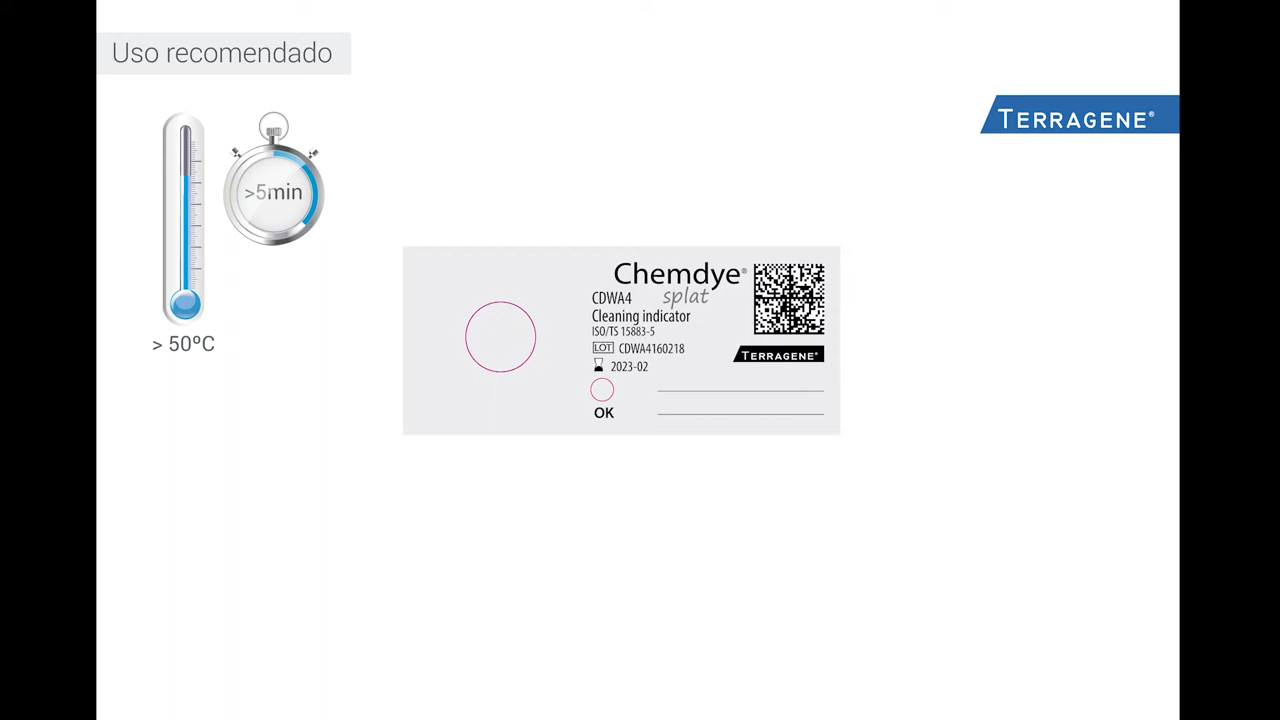 Uso recomendado
TERRAGENE®
>5min
> 50ºC
Chemdye®
splat
CDWA4
Cleaning indicator
ISO/TS 15883-5
LOT CDWA4160218
2023-02
TERRAGENE®
OK